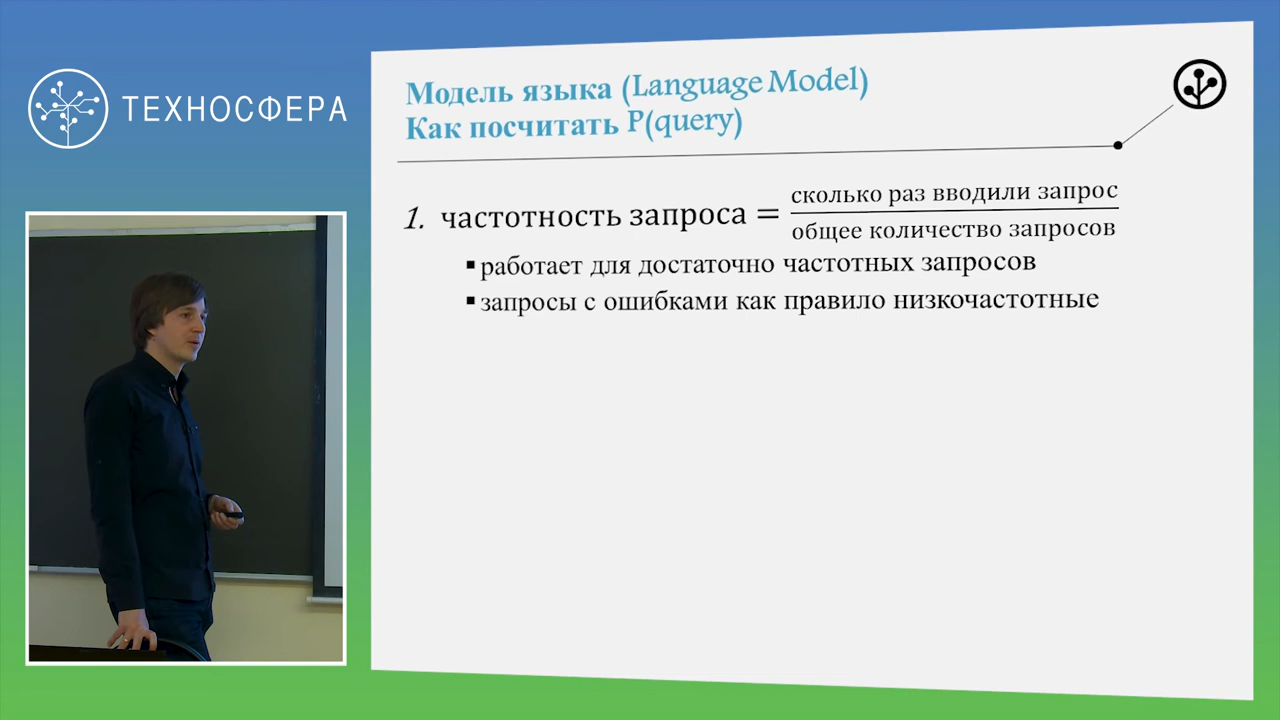 ТЕХНОСФЕРА
Модель языка (Language Model)
Как посчитать P(query)
1. частотность запроса = сколько раз вводили запрос / общее количество запросов
▪ работает для достаточно частотных запросов
▪ запросы с ошибками как правило низкочастотные